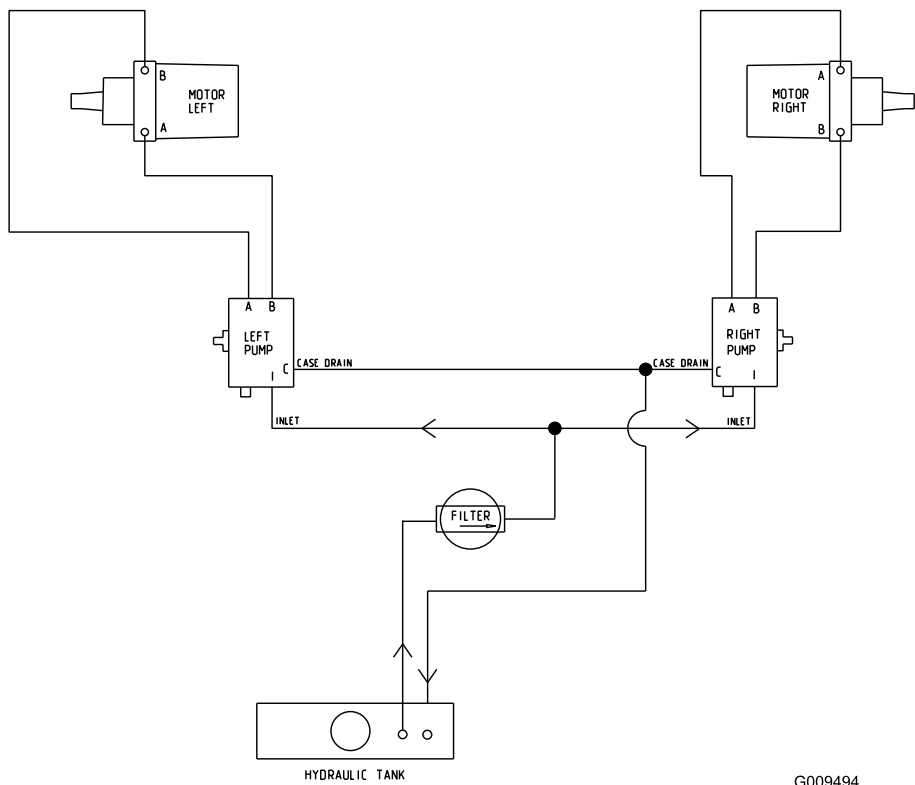 B
MOTOR
LEFT
A
A
MOTOR
RIGHT
B
A B
LEFT
PUMP
C
I
CASE DRAIN
INLET
A B
RIGHT
PUMP
C
I
CASE DRAIN
INLET
FILTER
HYDRAULIC TANK
G009494